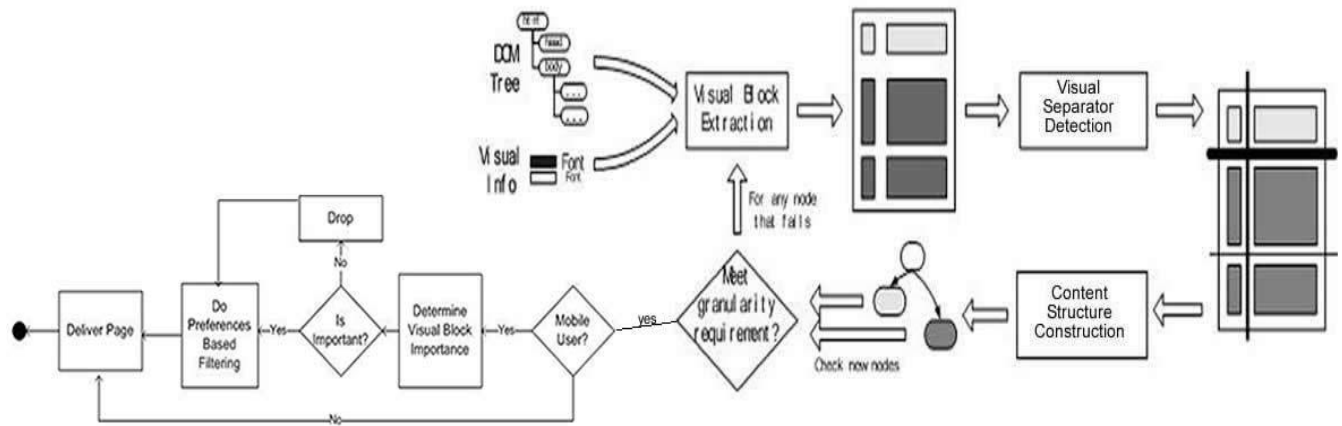 html
head
body
...
...
DOM
Tree
Visual
Info
Font
Font
Visual Block
Extraction
Visual
Separator
Detection
Content
Structure
Construction
Check new nodes
Meet
granularity
requirement?
For any node
that fails
yes
Mobile
User?
Yes
No
Determine
Visual Block
Importance
Is
Important?
No
Drop
Yes
Do
Preferences
Based
Filtering
Deliver Page